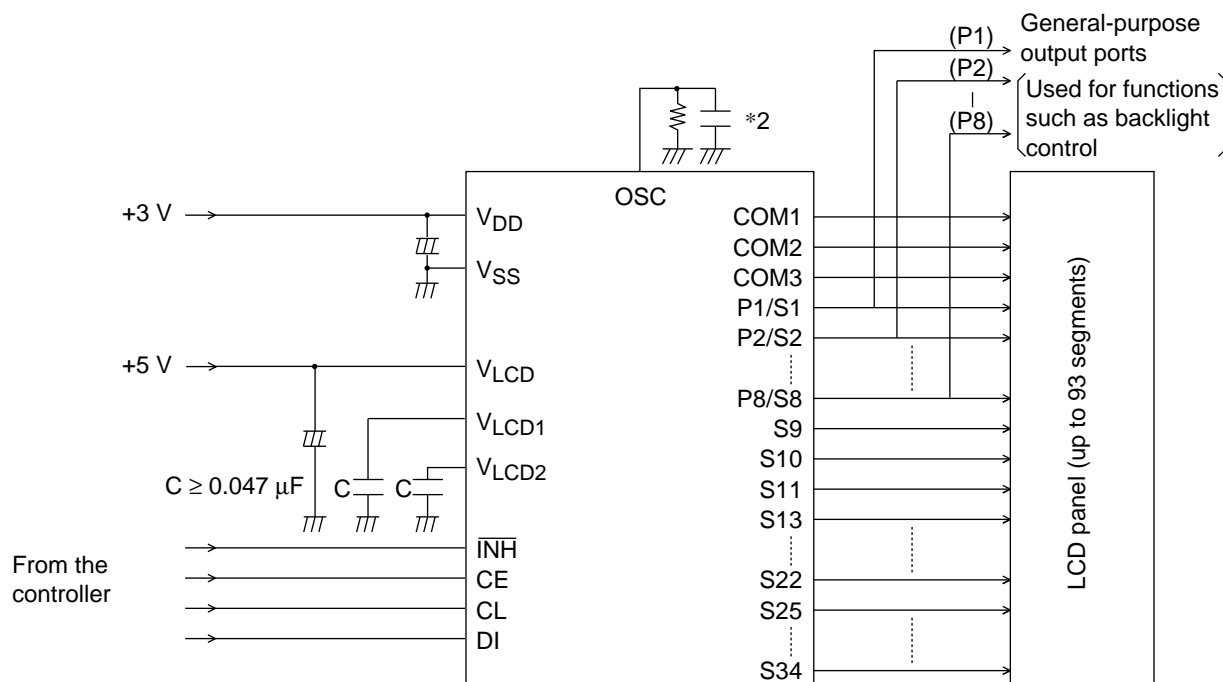 (P1)
General-purpose
output ports
(P2)
(P8)
Used for functions
such as backlight
control
*2
OSC
+3 V
VDD
VSS
+5 V
VLCD
VLCD1
VLCD2
C ≥ 0.047 μF
C
C
From the
controller
INH
CE
CL
DI
COM1
COM2
COM3
P1/S1
P2/S2
P8/S8
S9
S10
S11
S13
S22
S25
S34
LCD panel (up to 93 segments)